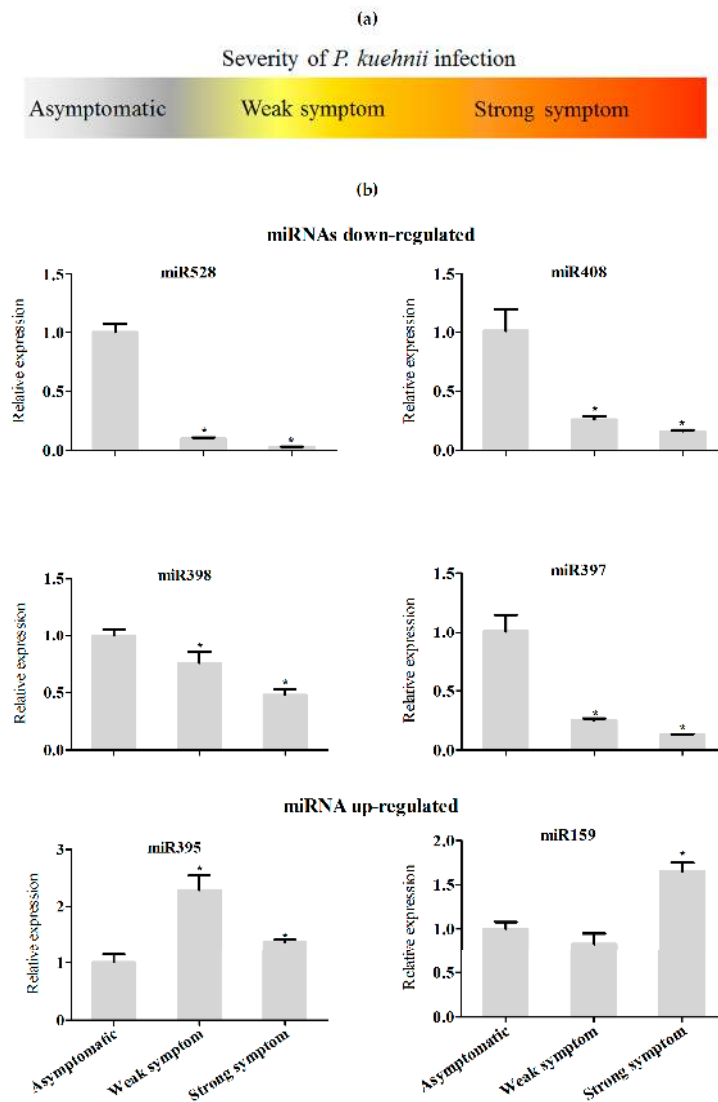 (a)
Severity of P. kuehnii infection
Asymptomatic Weak symptom Strong symptom
(b)
miRNAs down-regulated
miR528
Relative expression
1.5
1.0
0.5
0.0
*
*
miR408
Relative expression
1.5
1.0
0.5
0.0
*
*
miR398
Relative expression
1.5
1.0
0.5
0.0
*
*
miR397
Relative expression
1.5
1.0
0.5
0.0
*
*
miRNA up-regulated
miR395
Relative expression
3
2
1
0
*
*
Asymptomatic
Weak symptom
Strong symptom
miR159
Relative expression
2.0
1.5
1.0
0.5
0.0
*
Asymptomatic
Weak symptom
Strong symptom